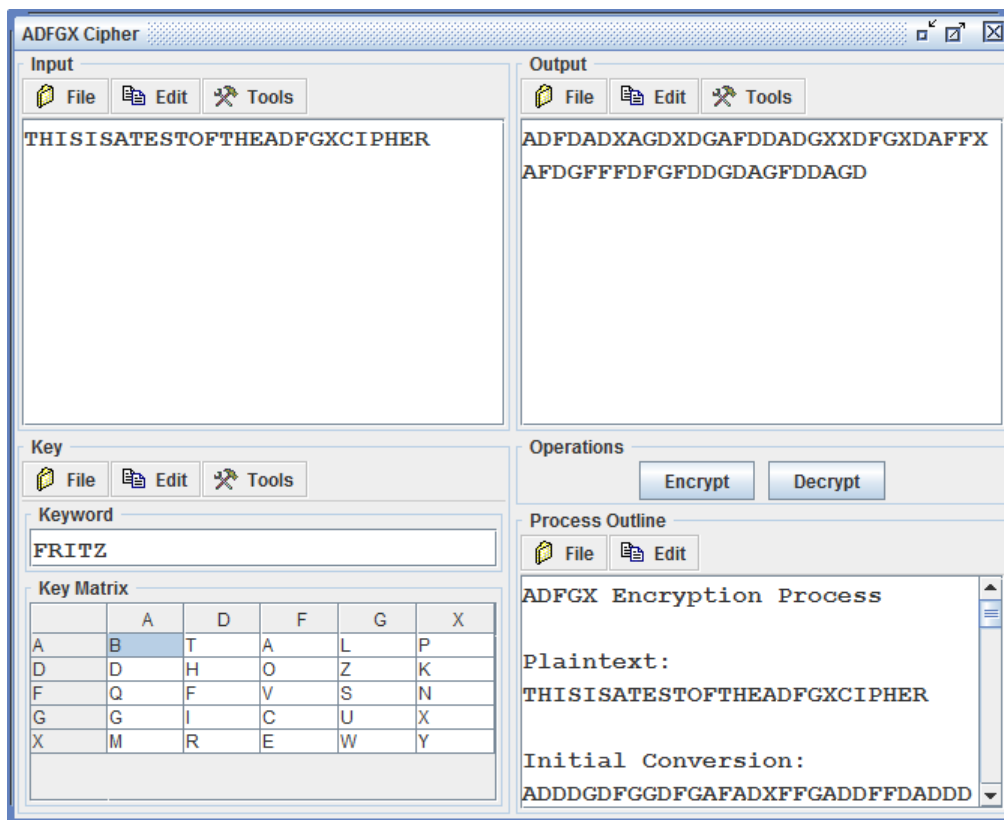 ADFGX Cipher
Input
File Edit Tools
THISISATESTOFTHEADFGXCIPHER
Output
File Edit Tools
ADFDADXAGDXDGAFDDADGXXDFGXDAFFX
AFDGFFFDFGFDDGDAGFDDAGD
Key
File Edit Tools
Keyword
FRITZ
Key Matrix
A D F G X
A B T A L P
D D H O Z K
F Q F V S N
G G I C U X
X M R E W Y
Operations
Encrypt Decrypt
Process Outline
File Edit
ADFGX Encryption Process
Plaintext:
THISISATESTOFTHEADFGXCIPHER
Initial Conversion:
ADDDGDFGGDFGAFADXFFGADDFFDADDD